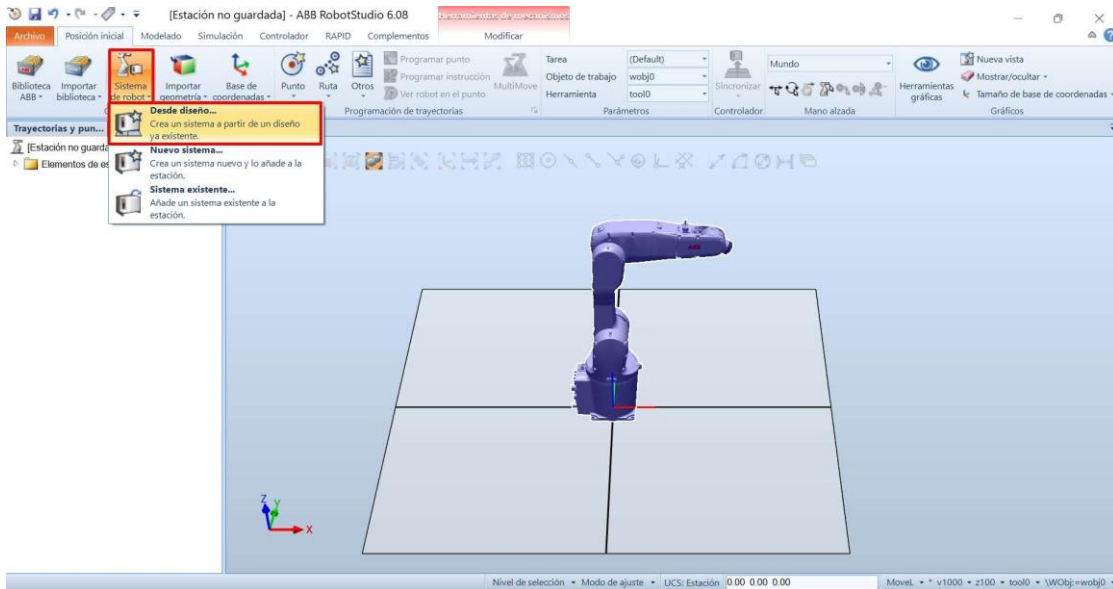 [Estación no guardada] - ABB RobotStudio 6.08
Herramientas de mecanismos
Archivo Posición inicial Modelado Simulación Controlador RAPID Complementos Modificar
Biblioteca ABB
Importar biblioteca
Sistema de robot
Importar geometría
Base de coordenadas
Punto
Ruta
Otros
Programar punto
Programar instrucción
Ver robot en el punto
MultiMove
Programación de trayectorias
Tarea (Default)
Objeto de trabajo wobj0
Herramienta tool0
Parámetros
Sincronizar
Controlador
Mundo
Mano alzada
Herramientas gráficas
Nueva vista
Mostrar/ocultar
Tamaño de base de coordenadas
Gráficos
Trayectorias y pun...
[Estación no guarda
Elementos de es
Desde diseño...
Crea un sistema a partir de un diseño
ya existente.
Nuevo sistema...
Crea un sistema nuevo y lo añade a la
estación.
Sistema existente...
Añade un sistema existente a la
estación.
ABB
Z
Y
X
Nivel de selección Modo de ajuste UCS: Estación 0.00 0.00 0.00 MoveL * v1000 z100 tool0 \WObj:=wobj0